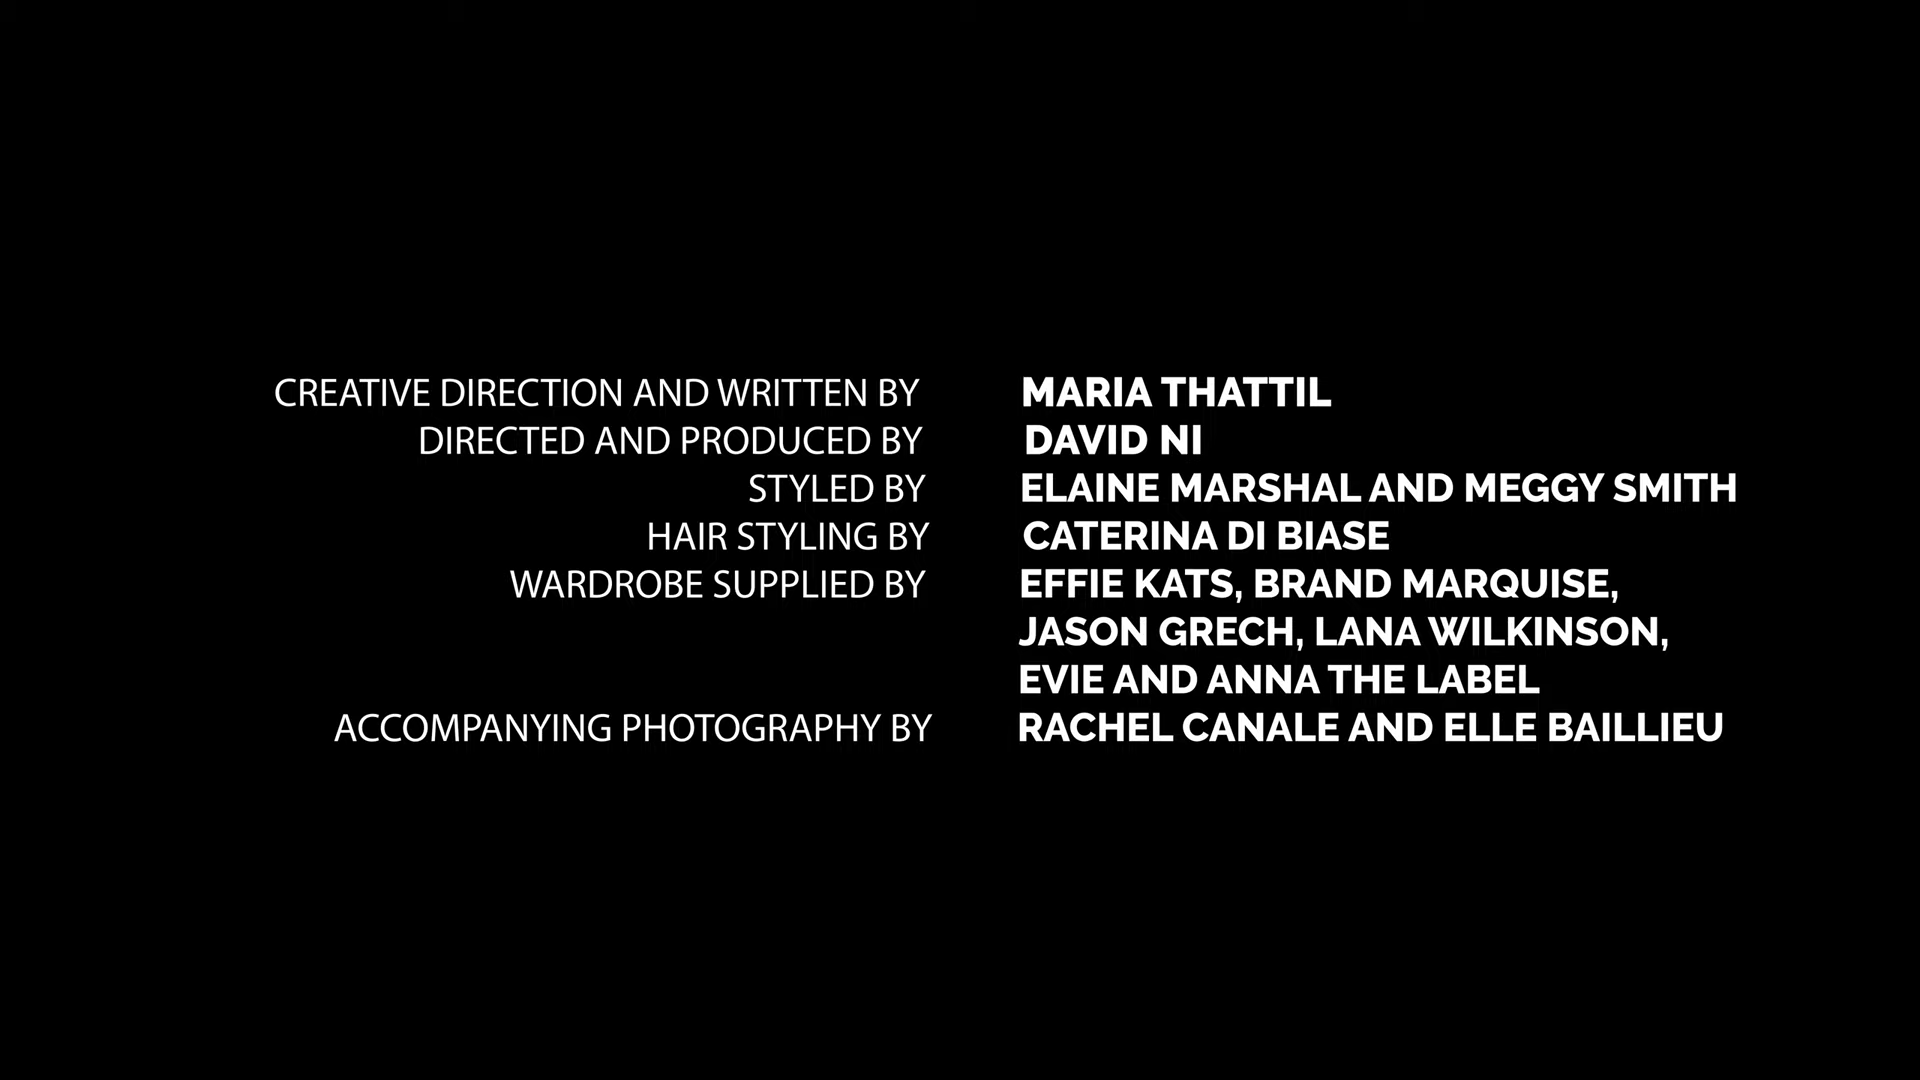 CREATIVE DIRECTION AND WRITTEN BY MARIA THATTIL
DIRECTED AND PRODUCED BY DAVID NI
STYLED BY ELAINE MARSHAL AND MEGGY SMITH
HAIR STYLING BY CATERINA DI BIASE
WARDROBE SUPPLIED BY EFFIE KATS, BRAND MARQUISE,
JASON GRECH, LANA WILKINSON,
EVIE AND ANNA THE LABEL
ACCOMPANYING PHOTOGRAPHY BY RACHEL CANALE AND ELLE BAILLIEU